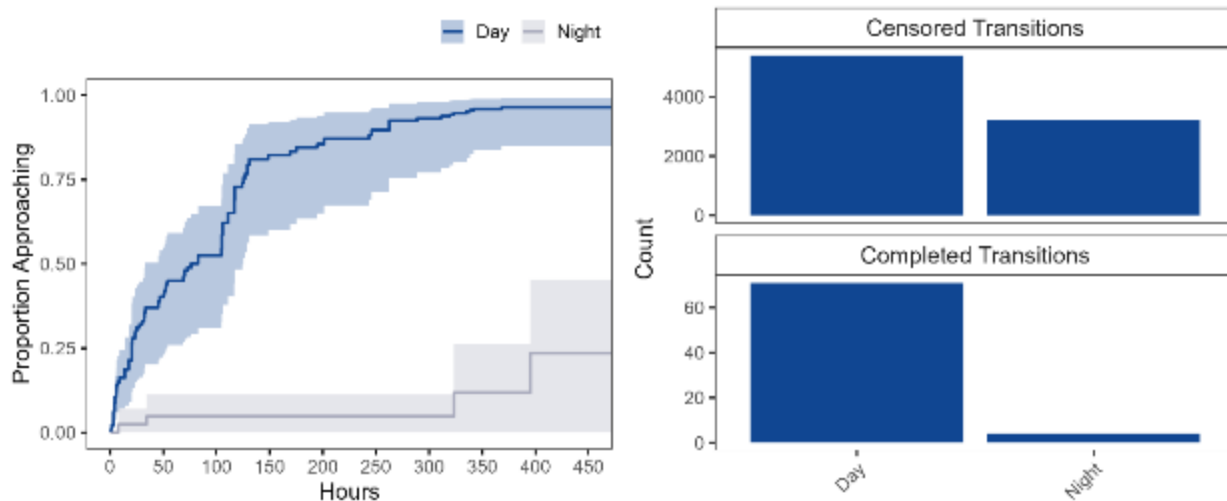 Day Night
Proportion Approaching
1.00
0.75
0.50
0.25
0.00
0 50 100 150 200 250 300 350 400 450
Hours
Count
Censored Transitions
4000
2000
0
Completed Transitions
60
40
20
0
Day Night